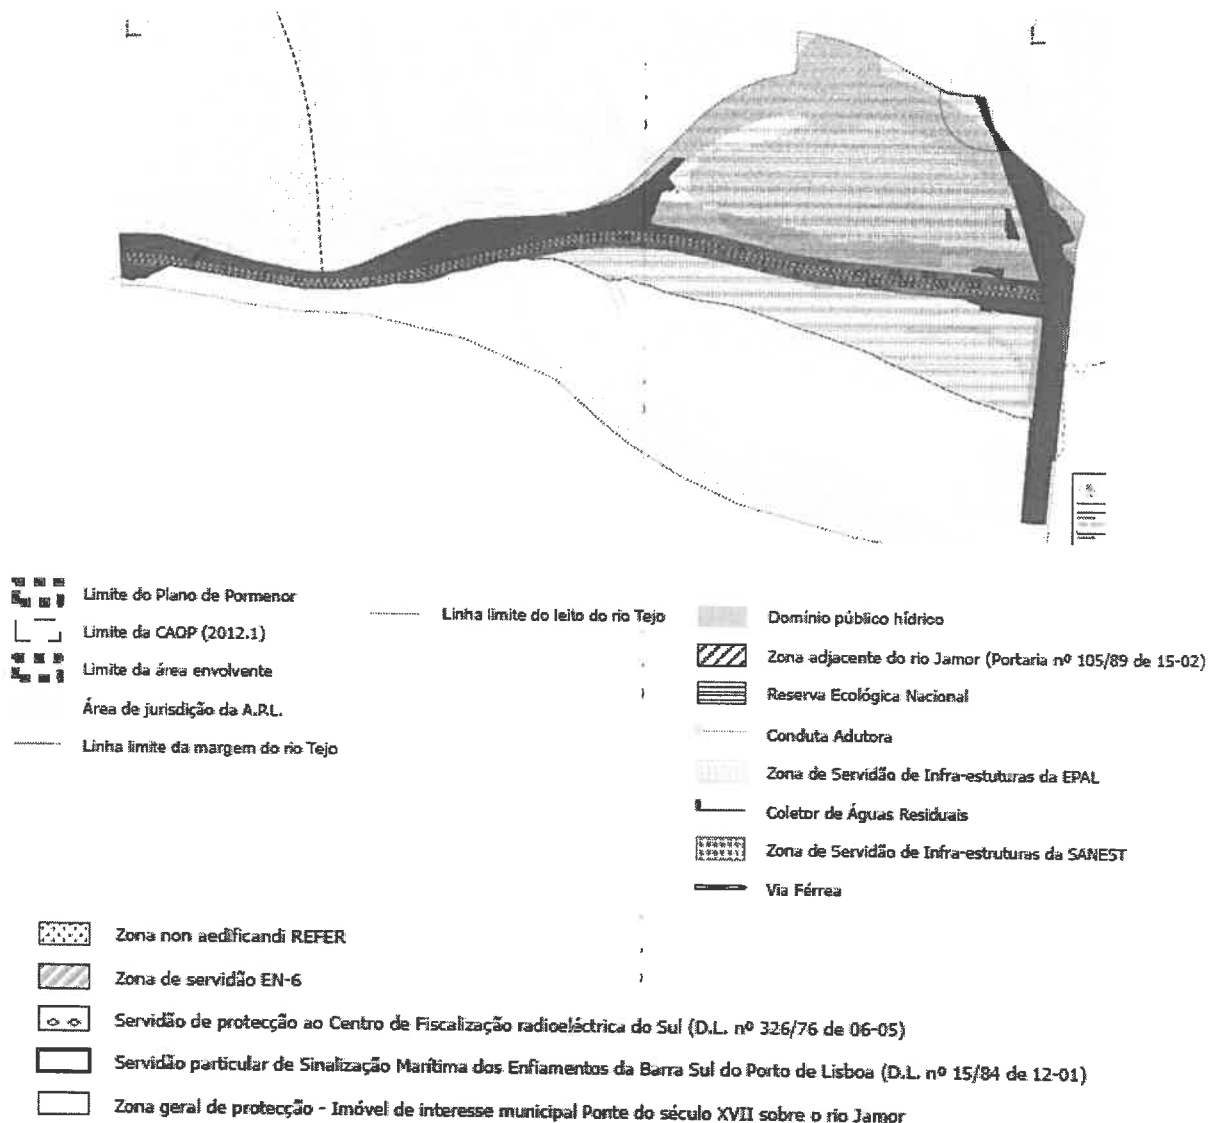 Limite do Plano de Pormenor
Limite da CAOP (2012.1)
Limite da área envolvente
Área de jurisdição da A.P.L.
Linha limite da margem do rio Tejo
Linha limite do leito do rio Tejo
Domínio público hídrico
Zona adjacente do rio Jamor (Portaria nº 105/89 de 15-02)
Reserva Ecológica Nacional
Conduta Adutora
Zona de Servidão de Infra-estuturas da EPAL
Coletor de Águas Residuais
Zona de Servidão de Infra-estruturas da SANEST
Via Férrea
Zona non aedificandi REFER
Zona de servidão EN-6
Servidão de protecção ao Centro de Fiscalização radioeléctrica do Sul (D.L. nº 326/76 de 06-05)
Servidão particular de Sinalização Marítima dos Enfiamentos da Barra Sul do Porto de Lisboa (D.L. nº 15/84 de 12-01)
Zona geral de protecção - Imóvel de interesse municipal Ponte do século XVII sobre o rio Jamor